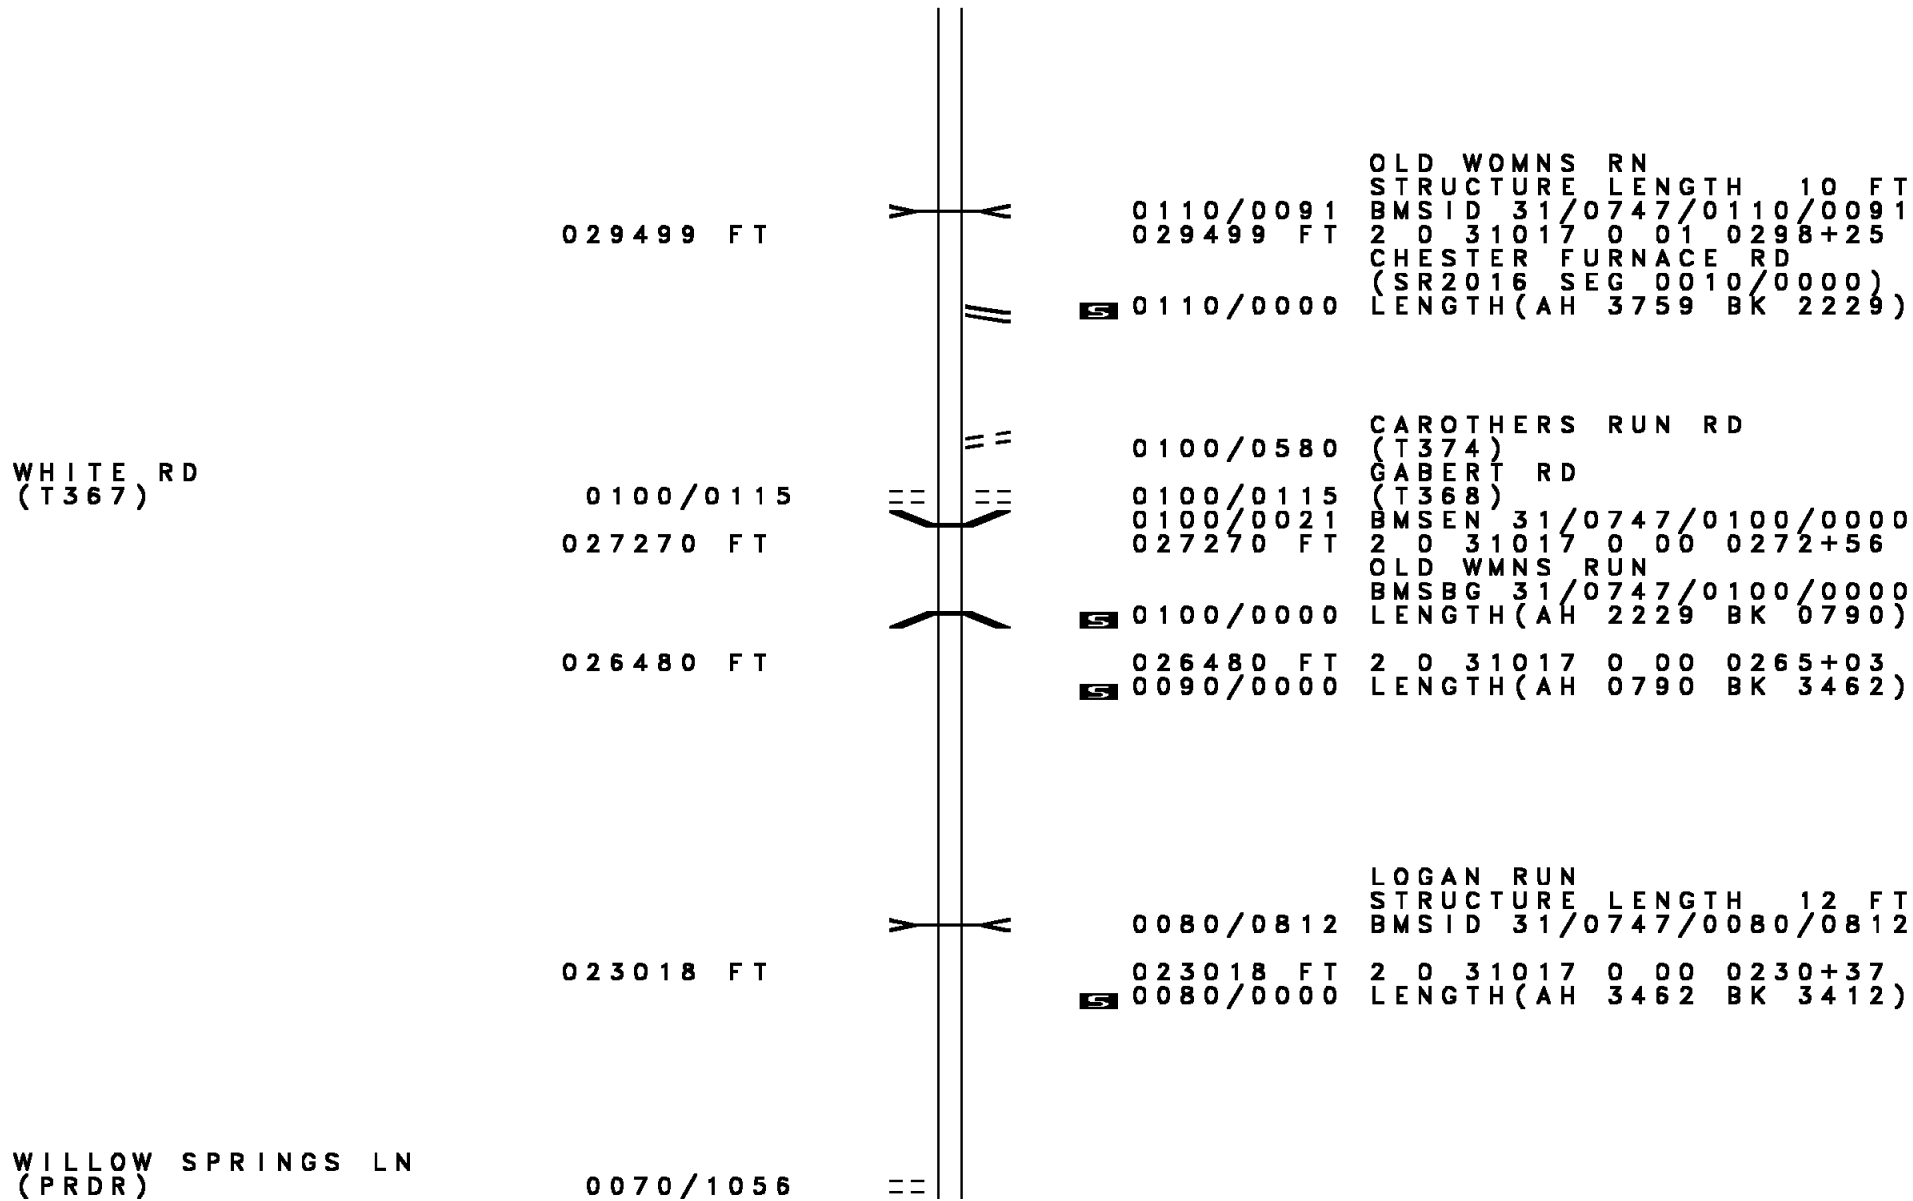 OLD WOMNS RN
STRUCTURE LENGTH 10 FT
0110/0091 BMSID 31/0747/0110/0091
029499 FT 029499 FT 2 0 31017 0 01 0298+25
CHESTER FURNACE RD
(SR2016 SEG 0010/0000)
S 0110/0000 LENGTH(AH 3759 BK 2229)
CAROTHERS RUN RD
0100/0580 (T374)
WHITE RD GABERT RD
(T367) 0100/0115 0100/0115 (T368)
0100/0021 BMSEN 31/0747/0100/0000
027270 FT 027270 FT 2 0 31017 0 00 0272+56
OLD WMNS RUN
BMSBG 31/0747/0100/0000
S 0100/0000 LENGTH(AH 2229 BK 0790)
026480 FT 026480 FT 2 0 31017 0 00 0265+03
S 0090/0000 LENGTH(AH 0790 BK 3462)
LOGAN RUN
STRUCTURE LENGTH 12 FT
0080/0812 BMSID 31/0747/0080/0812
023018 FT 023018 FT 2 0 31017 0 00 0230+37
S 0080/0000 LENGTH(AH 3462 BK 3412)
WILLOW SPRINGS LN
(PRDR) 0070/1056